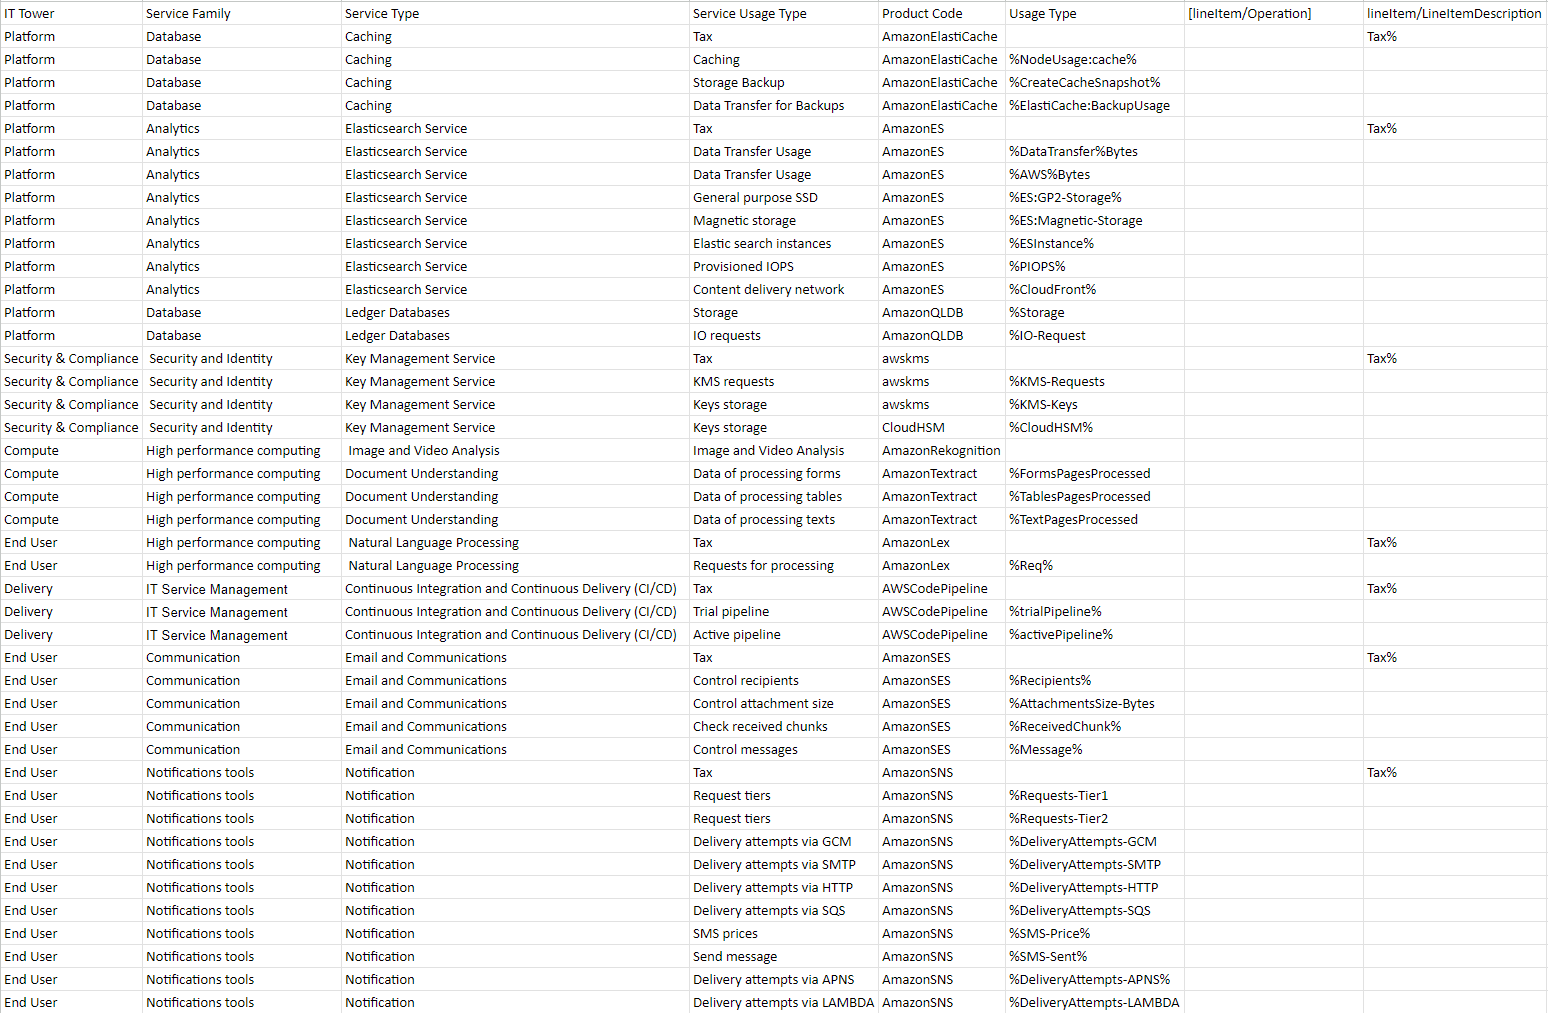 IT Tower Service Family Service Type Service Usage Type Product Code Usage Type [lineItem/Operation] lineItem/LineItemDescription
Platform Database Caching Tax AmazonElastiCache Tax%
Platform Database Caching Caching AmazonElastiCache %NodeUsage:cache%
Platform Database Caching Storage Backup AmazonElastiCache %CreateCacheSnapshot%
Platform Database Caching Data Transfer for Backups AmazonElastiCache %ElastiCache:BackupUsage
Platform Analytics Elasticsearch Service Tax AmazonES Tax%
Platform Analytics Elasticsearch Service Data Transfer Usage AmazonES %DataTransfer%Bytes
Platform Analytics Elasticsearch Service Data Transfer Usage AmazonES %AWS%Bytes
Platform Analytics Elasticsearch Service General purpose SSD AmazonES %ES:GP2-Storage%
Platform Analytics Elasticsearch Service Magnetic storage AmazonES %ES:Magnetic-Storage
Platform Analytics Elasticsearch Service Elastic search instances AmazonES %ESInstance%
Platform Analytics Elasticsearch Service Provisioned IOPS AmazonES %PIOPS%
Platform Analytics Elasticsearch Service Content delivery network AmazonES %CloudFront%
Platform Database Ledger Databases Storage AmazonQLDB %Storage
Platform Database Ledger Databases IO requests AmazonQLDB %IO-Request
Security & Compliance Security and Identity Key Management Service Tax awskms Tax%
Security & Compliance Security and Identity Key Management Service KMS requests awskms %KMS-Requests
Security & Compliance Security and Identity Key Management Service Keys storage awskms %KMS-Keys
Security & Compliance Security and Identity Key Management Service Keys storage CloudHSM %CloudHSM%
Compute High performance computing Image and Video Analysis Image and Video Analysis AmazonRekognition
Compute High performance computing Document Understanding Data of processing forms AmazonTextract %FormsPagesProcessed
Compute High performance computing Document Understanding Data of processing tables AmazonTextract %TablesPagesProcessed
Compute High performance computing Document Understanding Data of processing texts AmazonTextract %TextPagesProcessed
End User High performance computing Natural Language Processing Tax AmazonLex Tax%
End User High performance computing Natural Language Processing Requests for processing AmazonLex %Req%
Delivery IT Service Management Continuous Integration and Continuous Delivery (CI/CD) Tax AWSCodePipeline Tax%
Delivery IT Service Management Continuous Integration and Continuous Delivery (CI/CD) Trial pipeline AWSCodePipeline %trialPipeline%
Delivery IT Service Management Continuous Integration and Continuous Delivery (CI/CD) Active pipeline AWSCodePipeline %activePipeline%
End User Communication Email and Communications Tax AmazonSES Tax%
End User Communication Email and Communications Control recipients AmazonSES %Recipients%
End User Communication Email and Communications Control attachment size AmazonSES %AttachmentsSize-Bytes
End User Communication Email and Communications Check received chunks AmazonSES %ReceivedChunk%
End User Communication Email and Communications Control messages AmazonSES %Message%
End User Notifications tools Notification Tax AmazonSNS Tax%
End User Notifications tools Notification Request tiers AmazonSNS %Requests-Tier1
End User Notifications tools Notification Request tiers AmazonSNS %Requests-Tier2
End User Notifications tools Notification Delivery attempts via GCM AmazonSNS %DeliveryAttempts-GCM
End User Notifications tools Notification Delivery attempts via SMTP AmazonSNS %DeliveryAttempts-SMTP
End User Notifications tools Notification Delivery attempts via HTTP AmazonSNS %DeliveryAttempts-HTTP
End User Notifications tools Notification Delivery attempts via SQS AmazonSNS %DeliveryAttempts-SQS
End User Notifications tools Notification SMS prices AmazonSNS %SMS-Price%
End User Notifications tools Notification Send message AmazonSNS %SMS-Sent%
End User Notifications tools Notification Delivery attempts via APNS AmazonSNS %DeliveryAttempts-APNS%
End User Notifications tools Notification Delivery attempts via LAMBDA AmazonSNS %DeliveryAttempts-LAMBDA